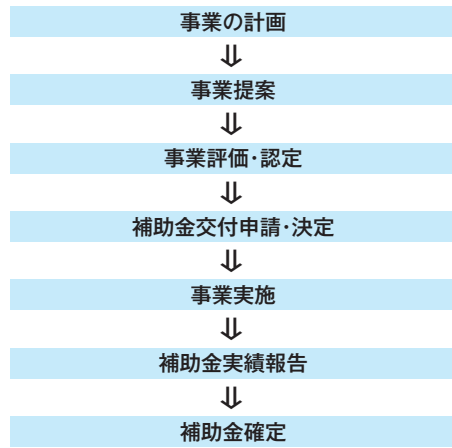 事業の計画
⇓
事業提案
⇓
事業評価・認定
⇓
補助金交付申請・決定
⇓
事業実施
⇓
補助金実績報告
⇓
補助金確定